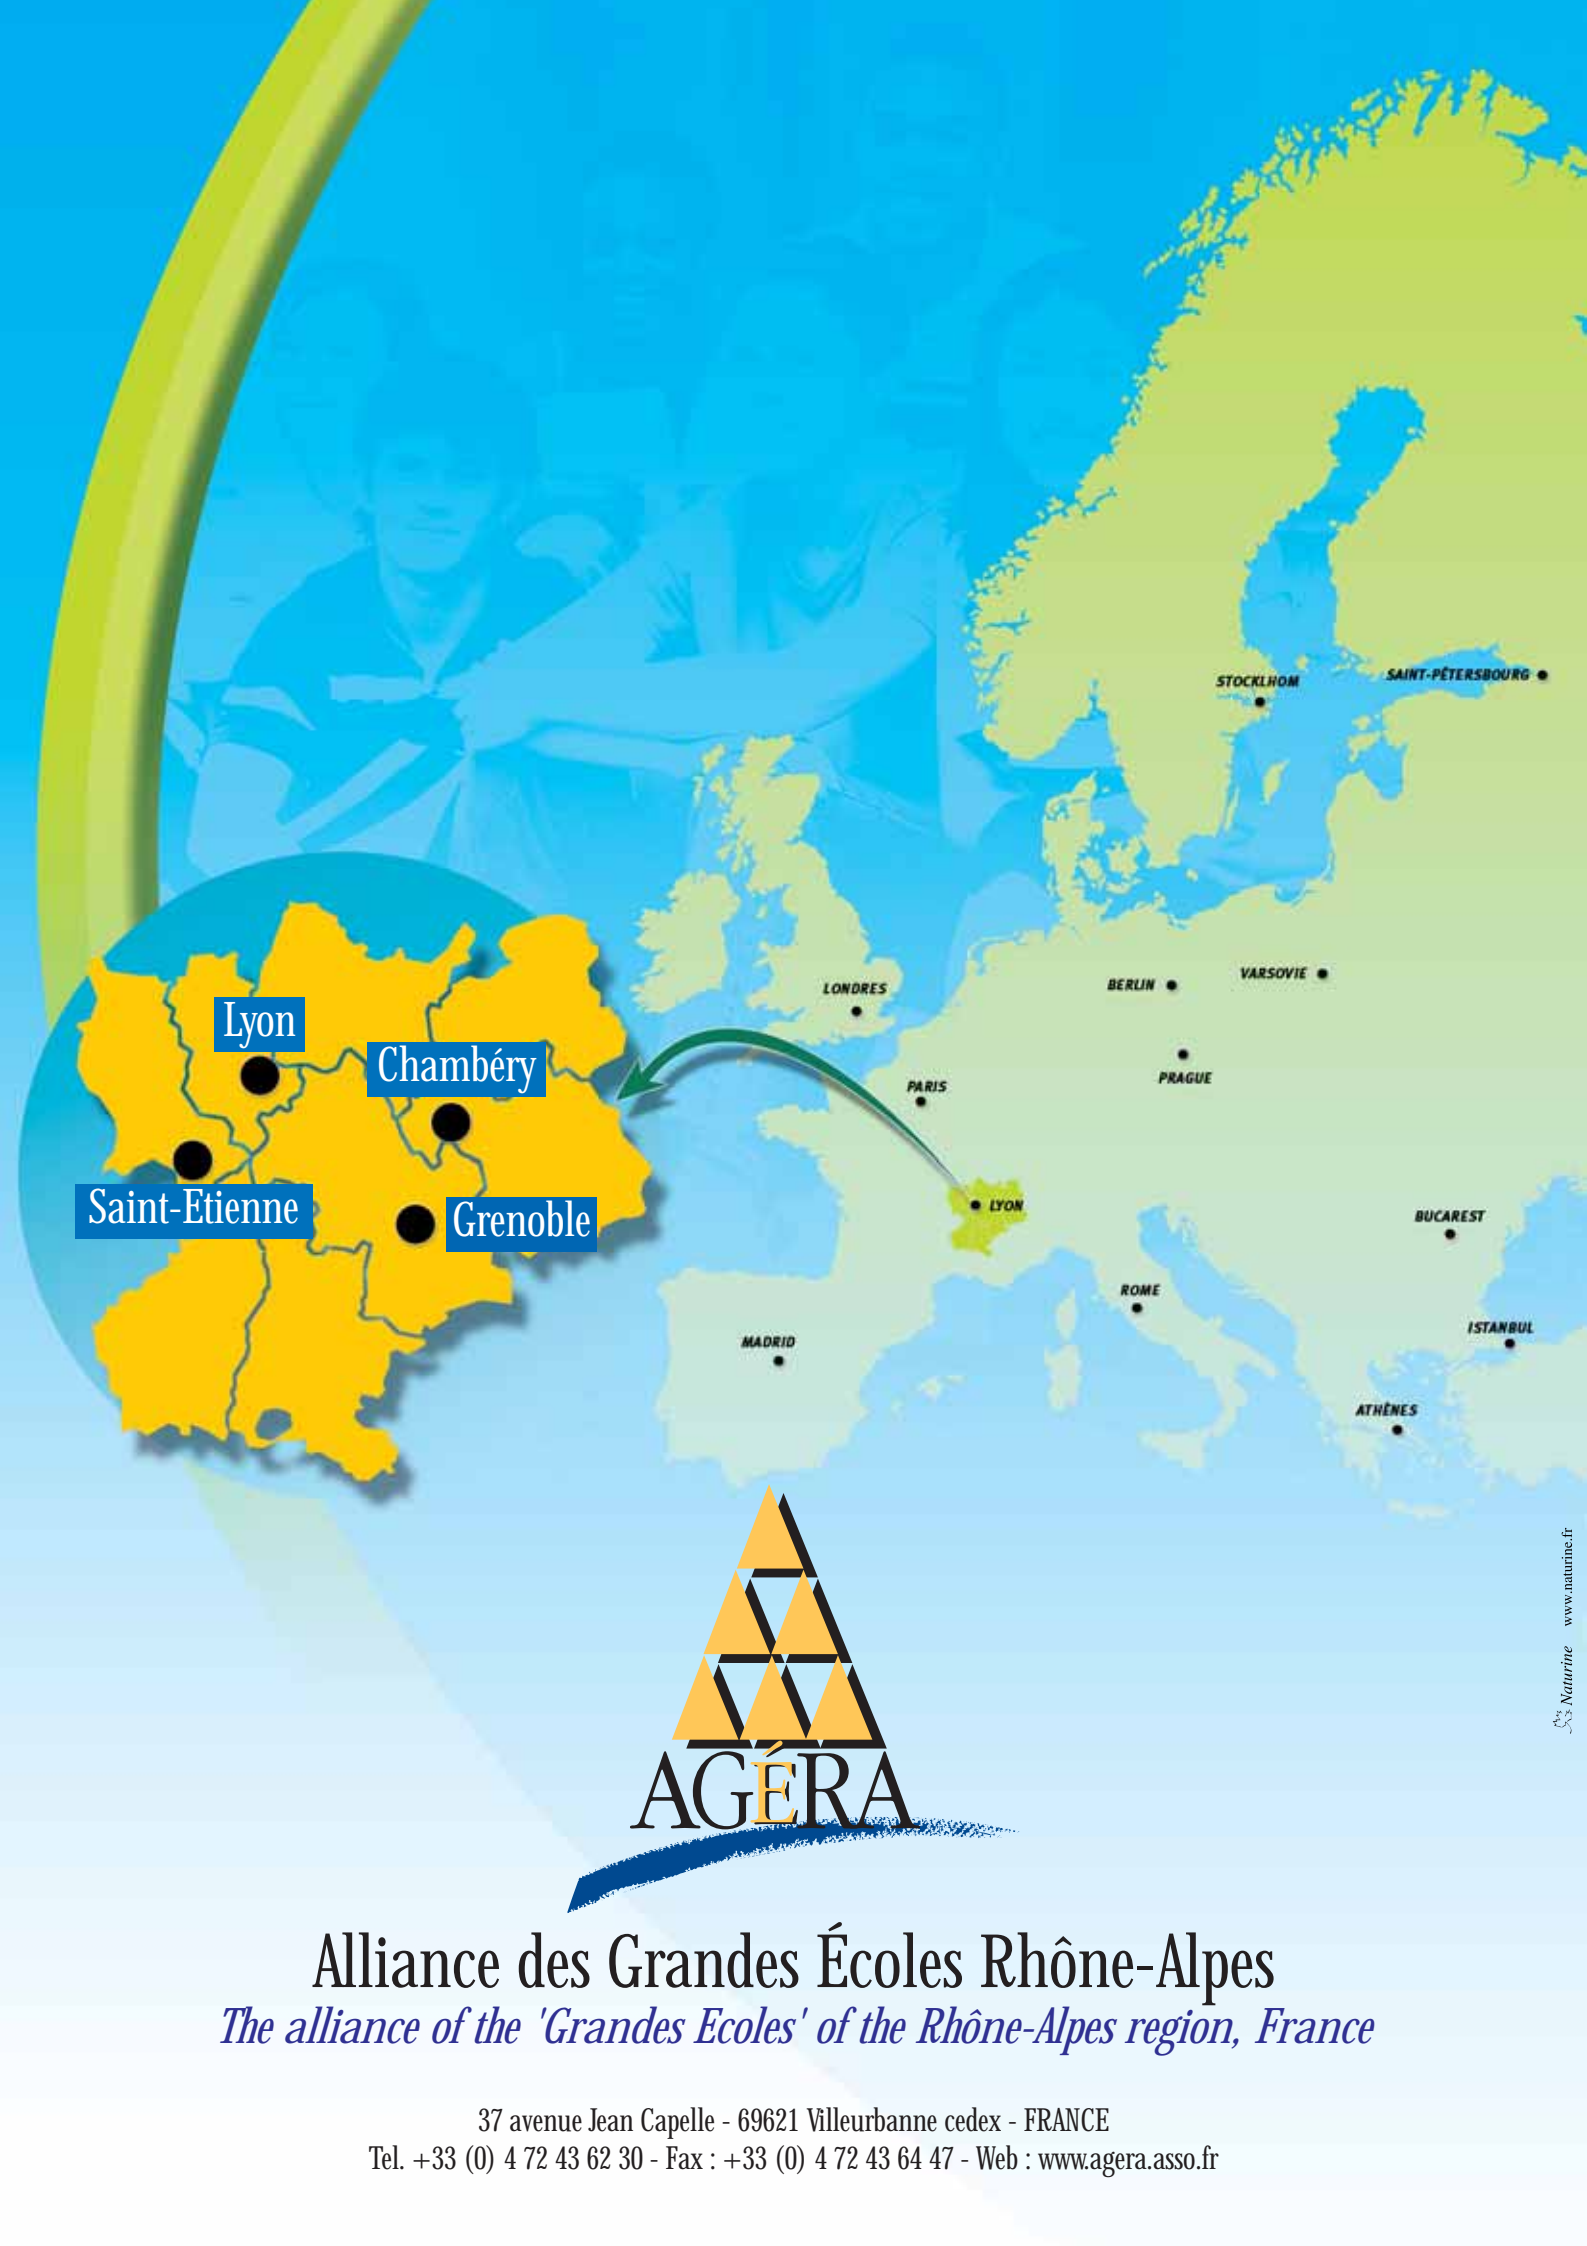 STOCKLHOM
SAINT-PÉTERSBOURG
LONDRES
BERLIN
VARSOVIE
PARIS
PRAGUE
LYON
BUCAREST
ROME
ISTANBUL
MADRID
ATHÈNES
Lyon
Chambéry
Saint-Etienne
Grenoble
Naturine www.naturine.fr
AGÉRA
Alliance des Grandes Écoles Rhône-Alpes
The alliance of the 'Grandes Ecoles' of the Rhône-Alpes region, France
37 avenue Jean Capelle - 69621 Villeurbanne cedex - FRANCE
Tel. +33 (0) 4 72 43 62 30 - Fax : +33 (0) 4 72 43 64 47 - Web : www.agera.asso.fr